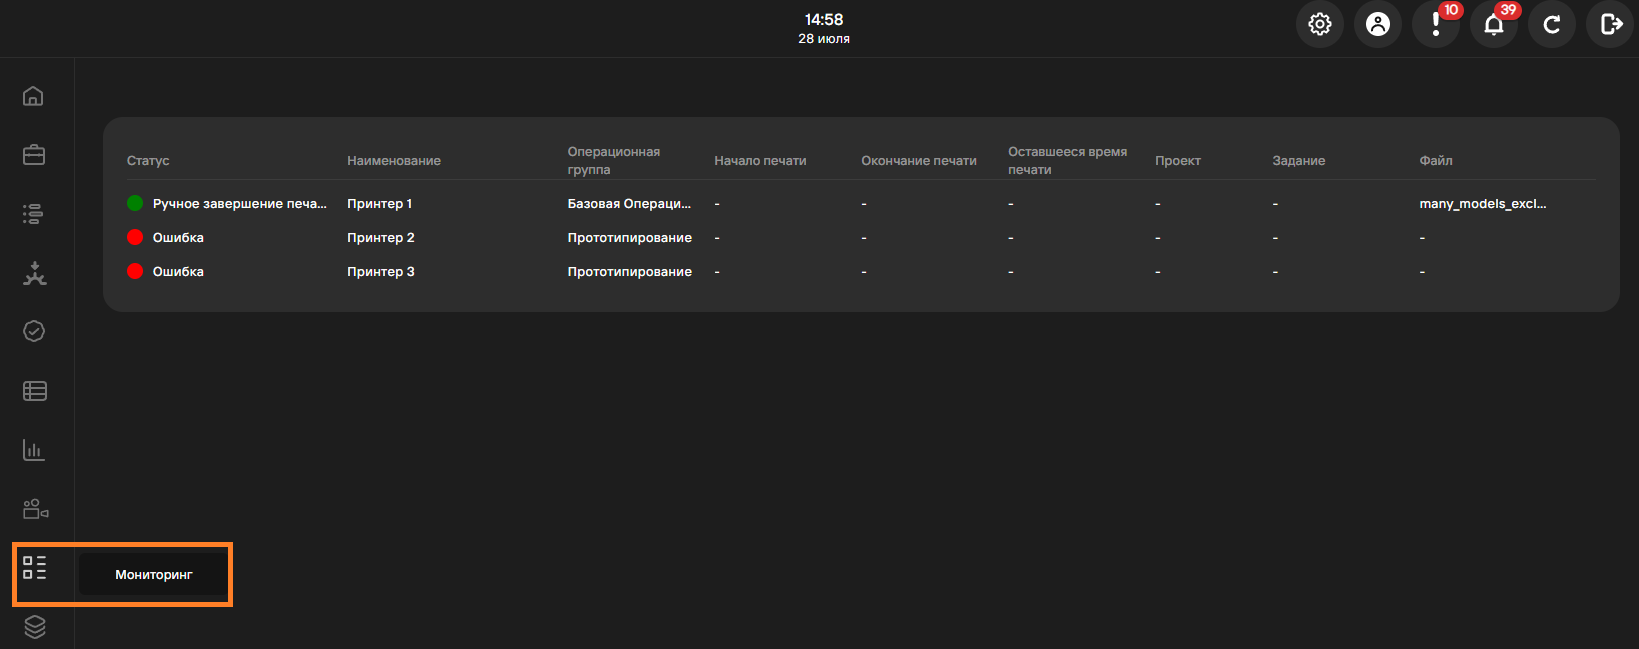 14:58
28 июля
10
39
Статус Наименование Операционная группа Начало печати Окончание печати Оставшееся время печати Проект Задание Файл
Ручное завершение печа... Принтер 1 Базовая Операци... - - - - - many_models_excl...
Ошибка Принтер 2 Прототипирование - - - - - -
Ошибка Принтер 3 Прототипирование - - - - - -
Мониторинг